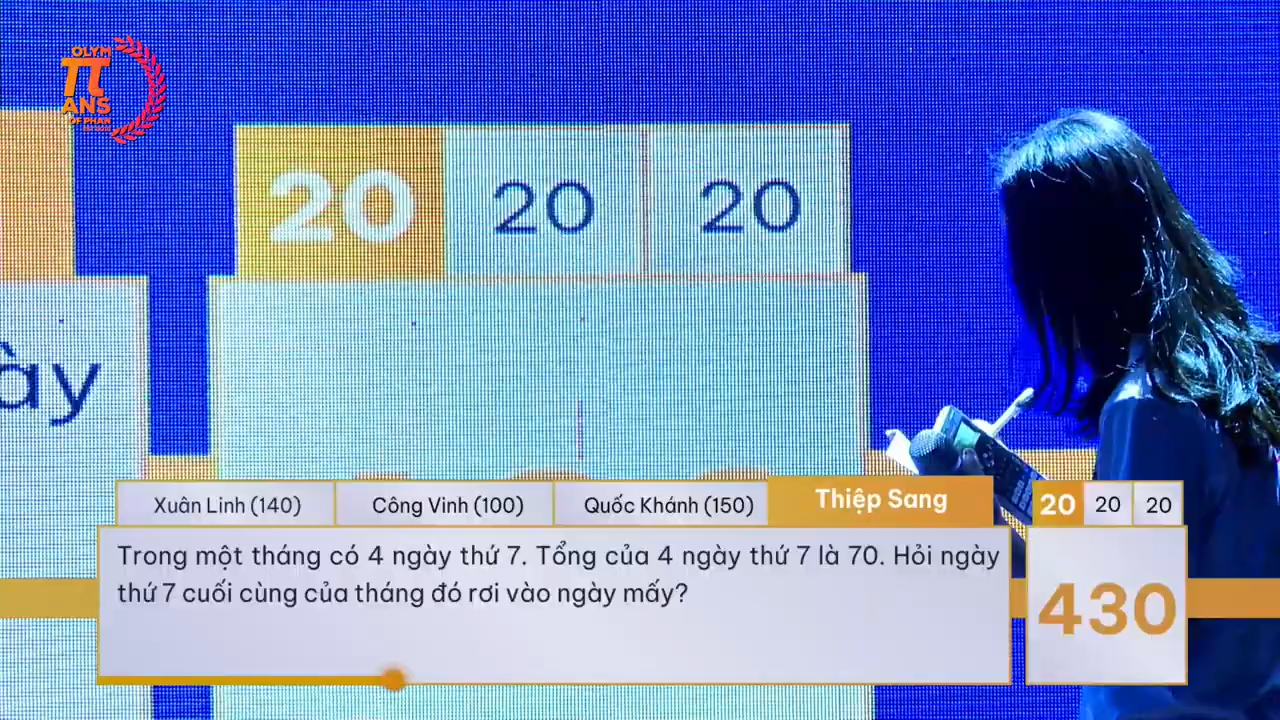 OLYM
π
ANS
OF PHAN
20 20 20
ày
Xuân Linh (140) Công Vinh (100) Quốc Khánh (150) Thiệp Sang 20 20 20
Trong một tháng có 4 ngày thứ 7. Tổng của 4 ngày thứ 7 là 70. Hỏi ngày
thứ 7 cuối cùng của tháng đó rơi vào ngày mấy?
430